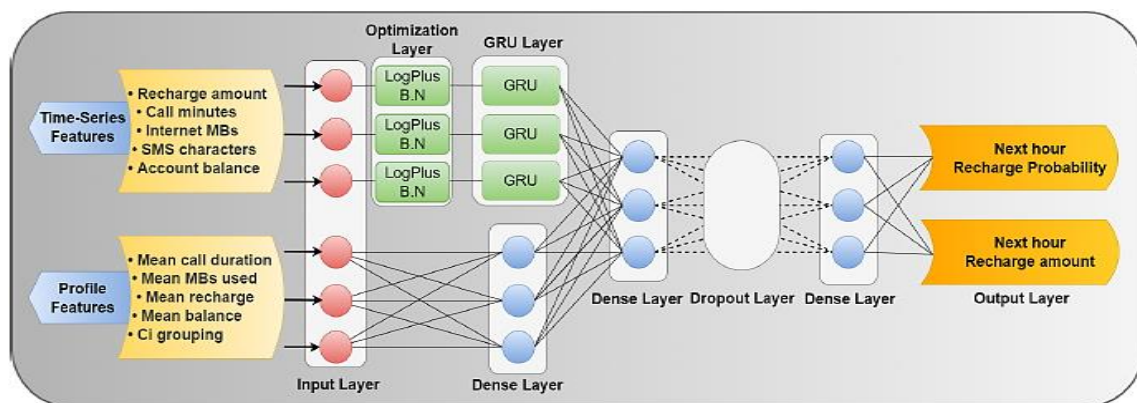 Optimization
Layer
GRU Layer
Time-Series
Features
• Recharge amount
• Call minutes
• Internet MBs
• SMS characters
• Account balance
LogPlus
B.N
GRU
LogPlus
B.N
GRU
LogPlus
B.N
GRU
Next hour
Recharge Probability
Profile
Features
• Mean call duration
• Mean MBs used
• Mean recharge
• Mean balance
• Ci grouping
Next hour
Recharge amount
Input Layer
Dense Layer
Dense Layer
Dropout Layer
Dense Layer
Output Layer